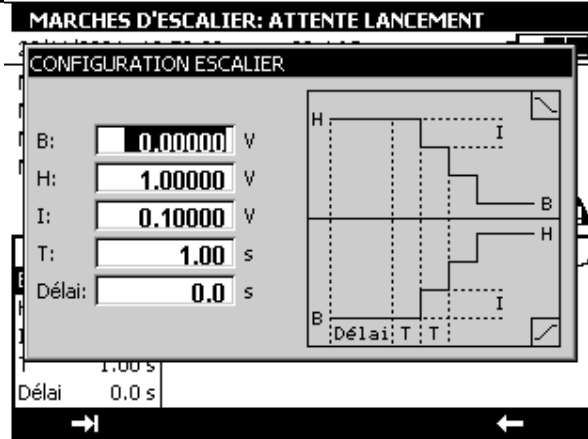 MARCHES D'ESCALIER: ATTENTE LANCEMENT
CONFIGURATION ESCALIER
B: 0.00000 V
H: 1.00000 V
I: 0.10000 V
T: 1.00 s
Délai: 0.0 s
H
I
B
H
I
B
Délai T T
1.00 s
Délai 0.0 s